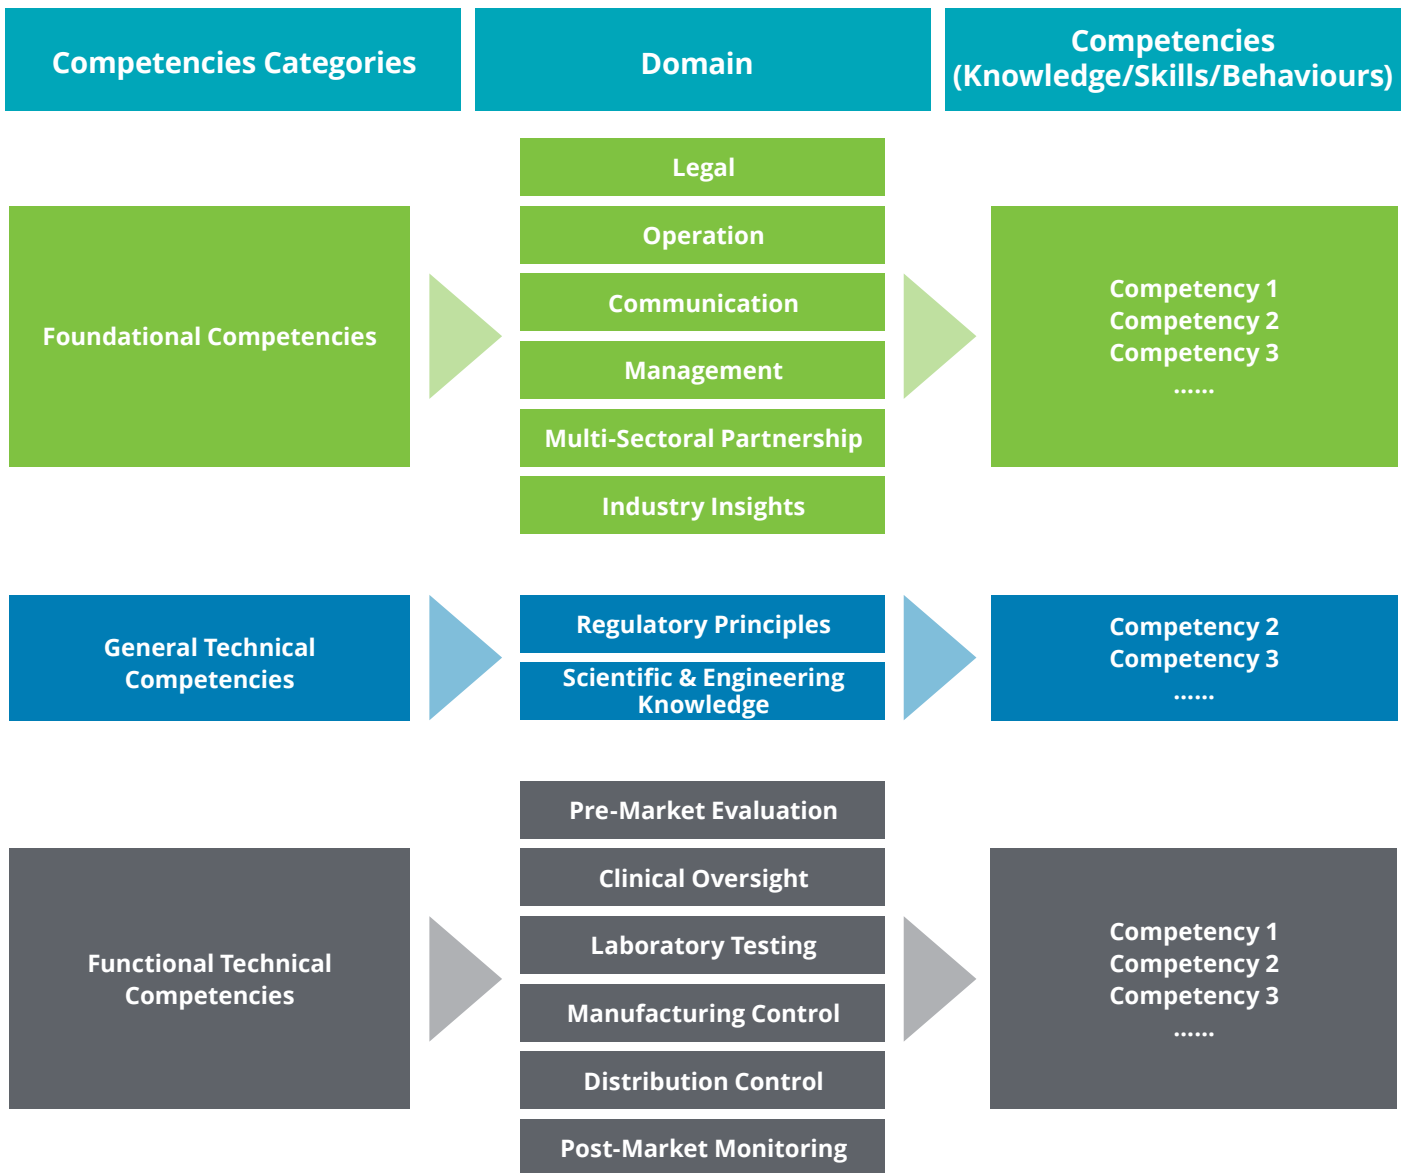 Competencies Categories
Domain
Competencies
(Knowledge/Skills/Behaviours)
Foundational Competencies
Legal
Operation
Communication
Management
Multi-Sectoral Partnership
Industry Insights
Competency 1
Competency 2
Competency 3
......
General Technical
Competencies
Regulatory Principles
Scientific & Engineering
Knowledge
Competency 2
Competency 3
......
Functional Technical
Competencies
Pre-Market Evaluation
Clinical Oversight
Laboratory Testing
Manufacturing Control
Distribution Control
Post-Market Monitoring
Competency 1
Competency 2
Competency 3
......